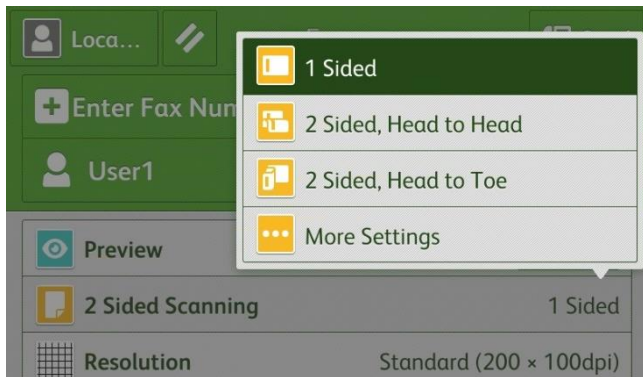 Loca...
1 Sided
Enter Fax Num
2 Sided, Head to Head
User1
2 Sided, Head to Toe
More Settings
Preview
2 Sided Scanning 1 Sided
Resolution Standard (200 × 100dpi)